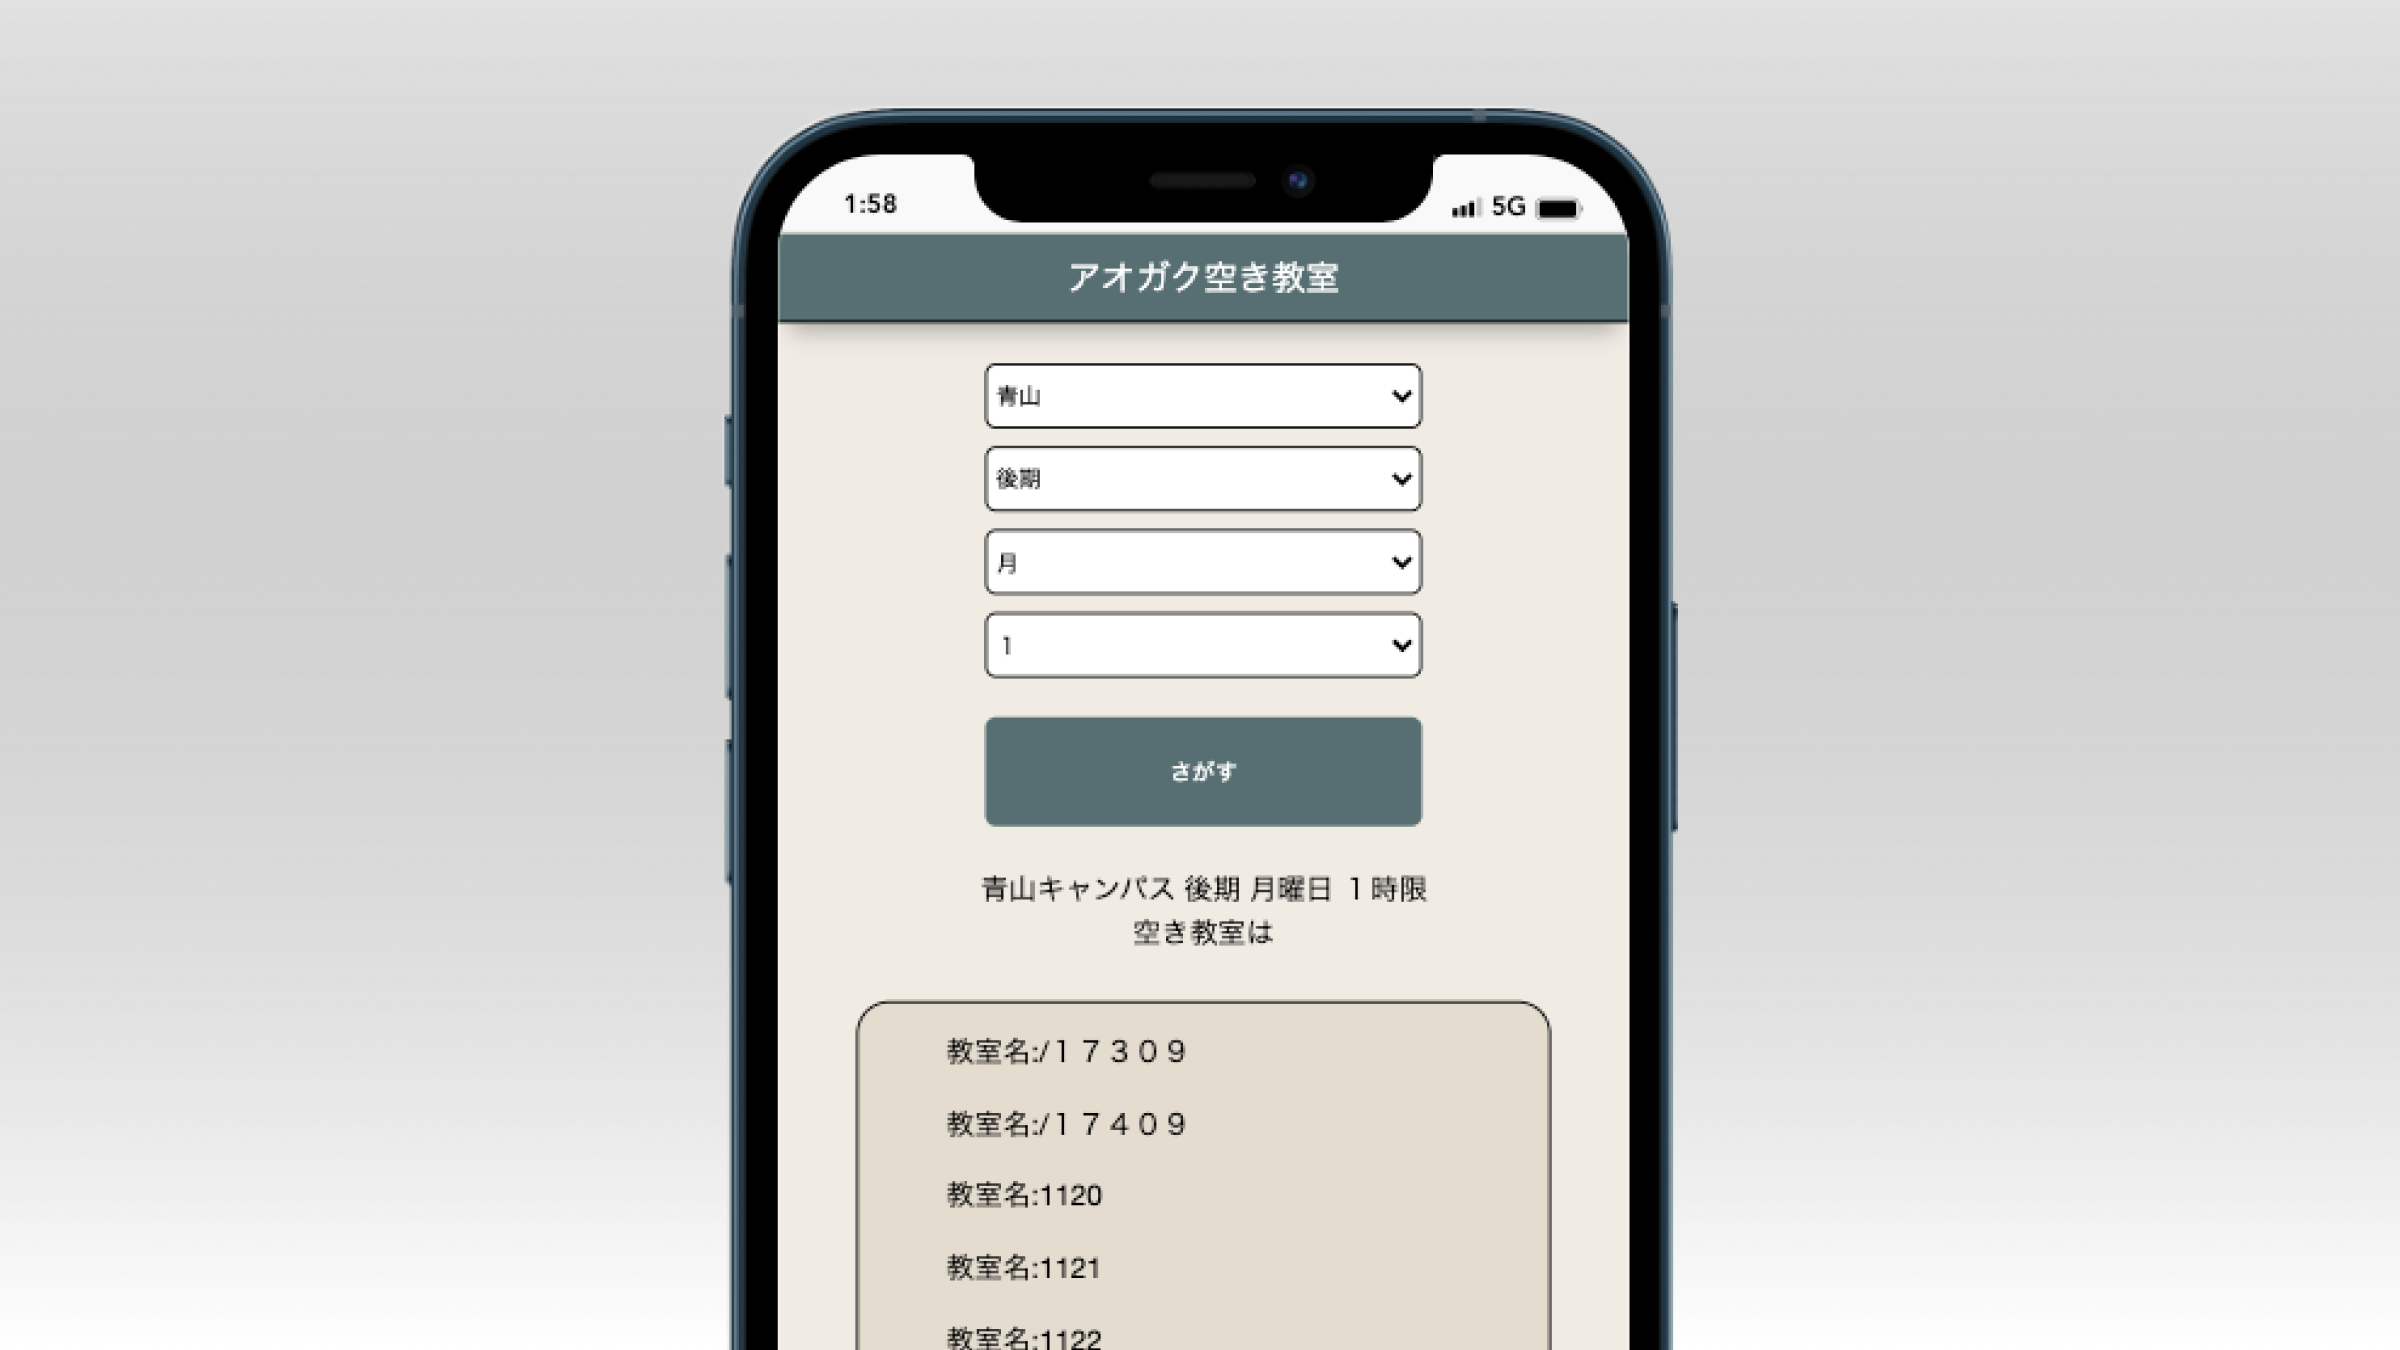 1:58
5G
アオガク空き教室
青山
後期
月
1
さがす
青山キャンパス 後期 月曜日 1時限
空き教室は
教室名:/１７３０９
教室名:/１７４０９
教室名:1120
教室名:1121
教室名:1122